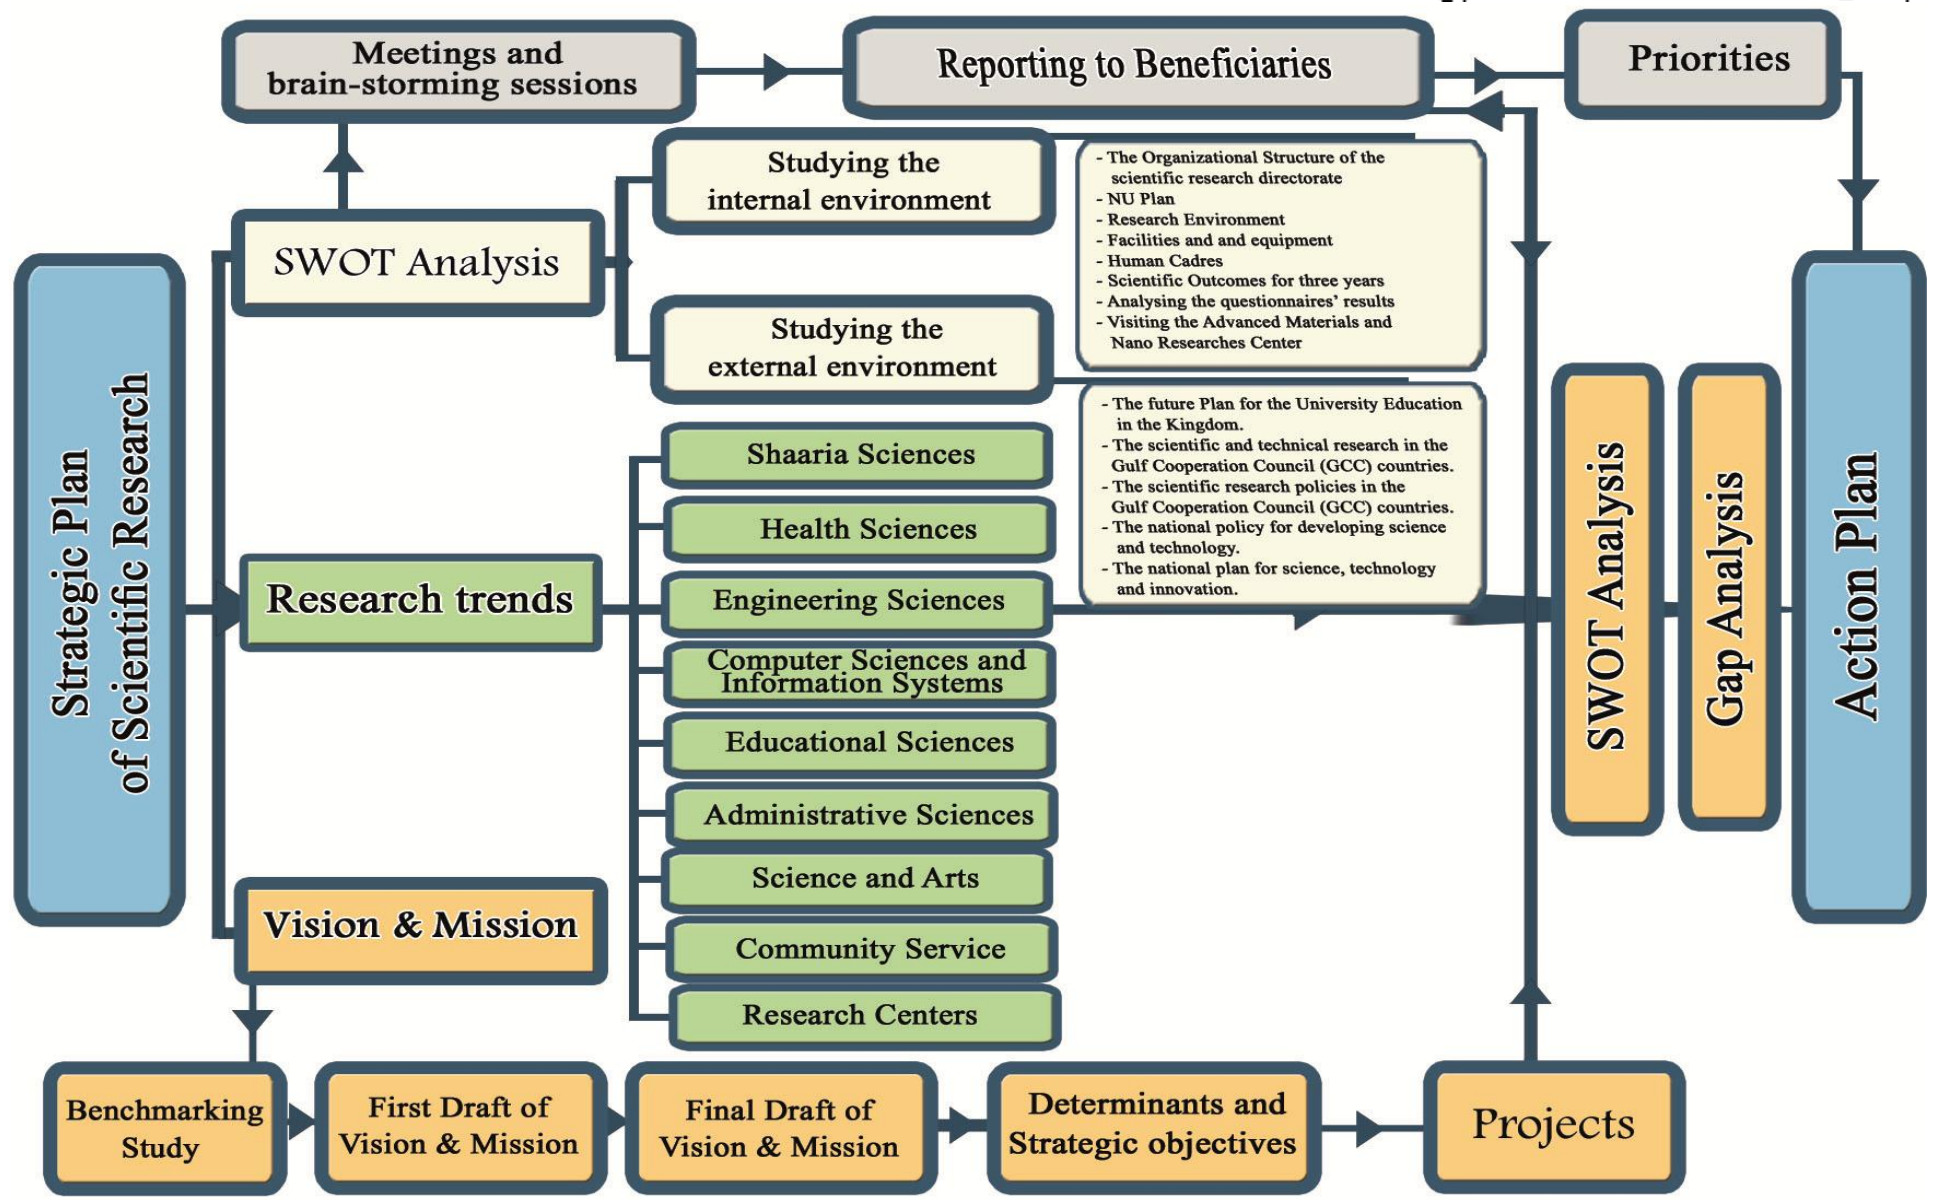 Meetings and
brain-storming sessions
Reporting to Beneficiaries
Priorities
Studying the
internal environment
- The Organizational Structure of the
scientific research directorate
- NU Plan
- Research Environment
- Facilities and and equipment
- Human Cadres
- Scientific Outcomes for three years
- Analysing the questionnaires' results
- Visiting the Advanced Materials and
Nano Researches Center
SWOT Analysis
Studying the
external environment
- The future Plan for the University Education
in the Kingdom.
- The scientific and technical research in the
Gulf Cooperation Council (GCC) countries.
- The scientific research policies in the
Gulf Cooperation Council (GCC) countries.
- The national policy for developing science
and technology.
- The national plan for science, technology
and innovation.
Strategic Plan
of Scientific Research
Research trends
Shaaria Sciences
Health Sciences
Engineering Sciences
Computer Sciences and
Information Systems
Educational Sciences
Administrative Sciences
Science and Arts
Community Service
Research Centers
SWOT Analysis
Gap Analysis
Action Plan
Vision & Mission
Benchmarking
Study
First Draft of
Vision & Mission
Final Draft of
Vision & Mission
Determinants and
Strategic objectives
Projects